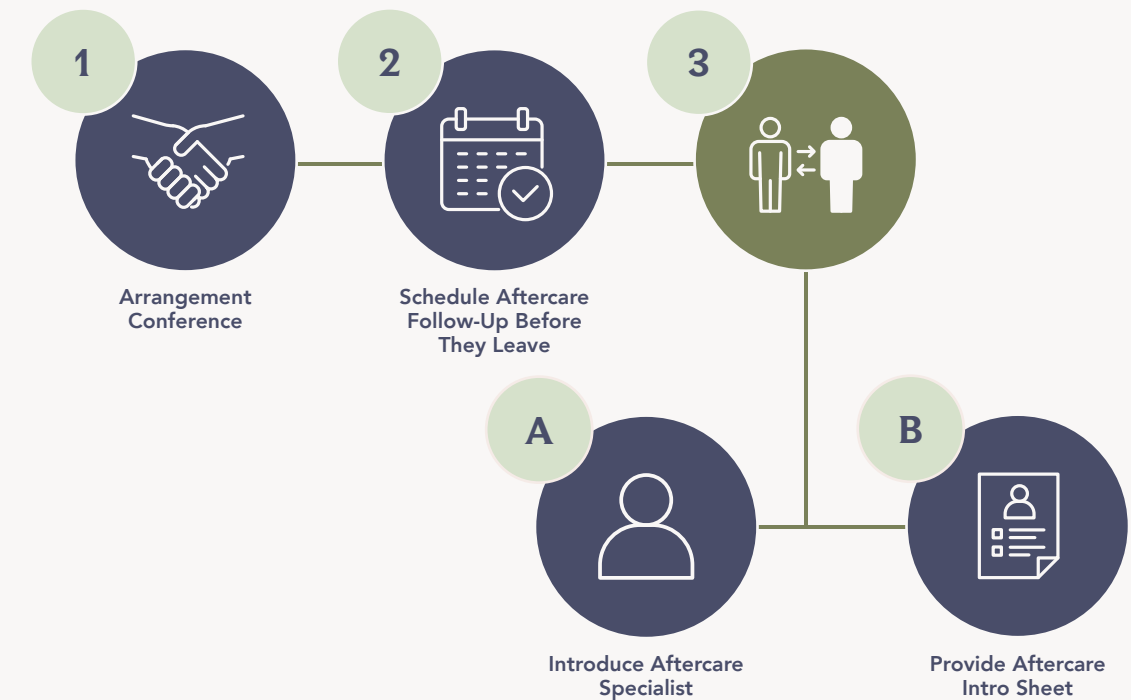 1
2
3
Arrangement
Conference
Schedule Aftercare
Follow-Up Before
They Leave
A
B
Introduce Aftercare
Specialist
Provide Aftercare
Intro Sheet